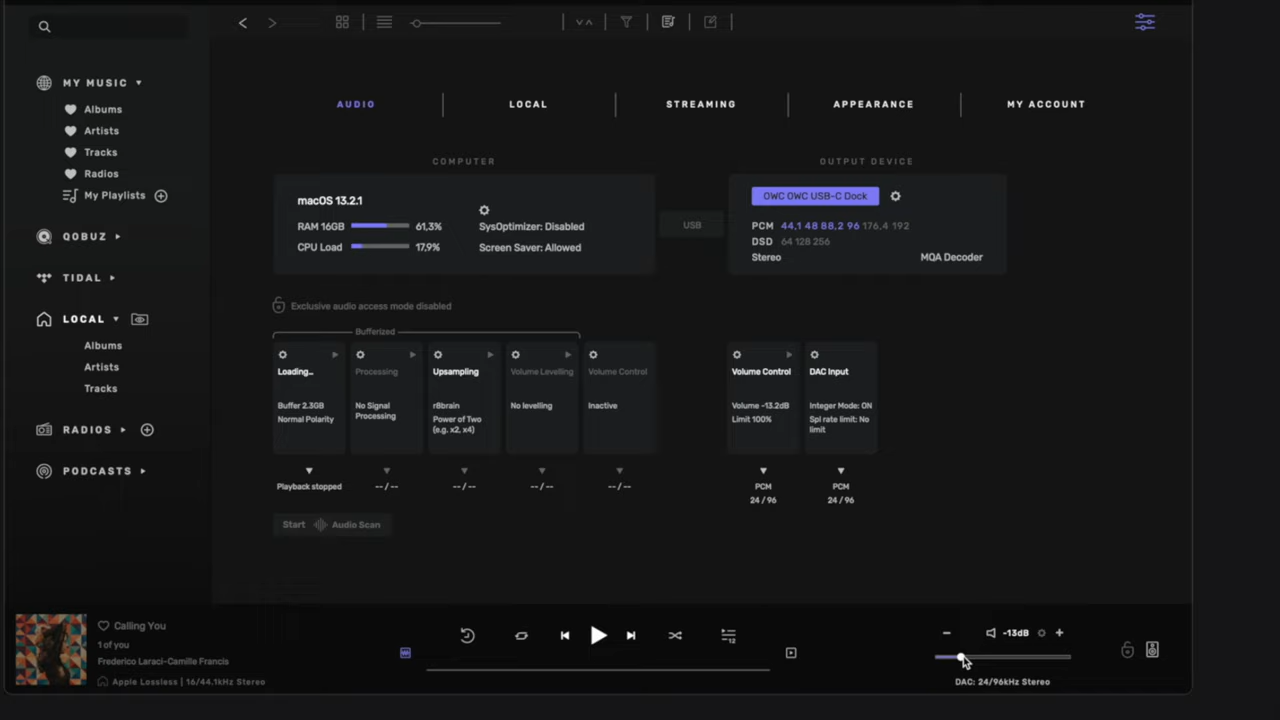 MY MUSIC
Albums
Artists
Tracks
Radios
My Playlists
QOBUZ
TIDAL
LOCAL
Albums
Artists
Tracks
RADIOS
PODCASTS
AUDIO
LOCAL
STREAMING
APPEARANCE
MY ACCOUNT
COMPUTER
macOS 13.2.1
RAM 16GB 61,3%
CPU Load 17,9%
SysOptimizer: Disabled
Screen Saver: Allowed
USB
OUTPUT DEVICE
OWC OWC USB-C Dock
PCM 44,1 48 88,2 96 176,4 192
DSD 64 128 256
Stereo
MQA Decoder
Exclusive audio access mode disabled
Bufferized
Loading...
Buffer 2.3GB
Normal Polarity
Playback stopped
Processing
No Signal
Processing
--/--
Upsampling
r8brain
Power of Two
(e.g. x2, x4)
--/--
Volume Levelling
No levelling
--/--
Volume Control
Inactive
--/--
Volume Control
Volume -13.2dB
Limit 100%
PCM
24/96
DAC Input
Integer Mode: ON
Spl rate limit: No
limit
PCM
24/96
Start Audio Scan
Calling You
1 of you
Frederico Laraci-Camille Francis
Apple Lossless | 16/44.1kHz Stereo
12
-13dB
DAC: 24/96kHz Stereo